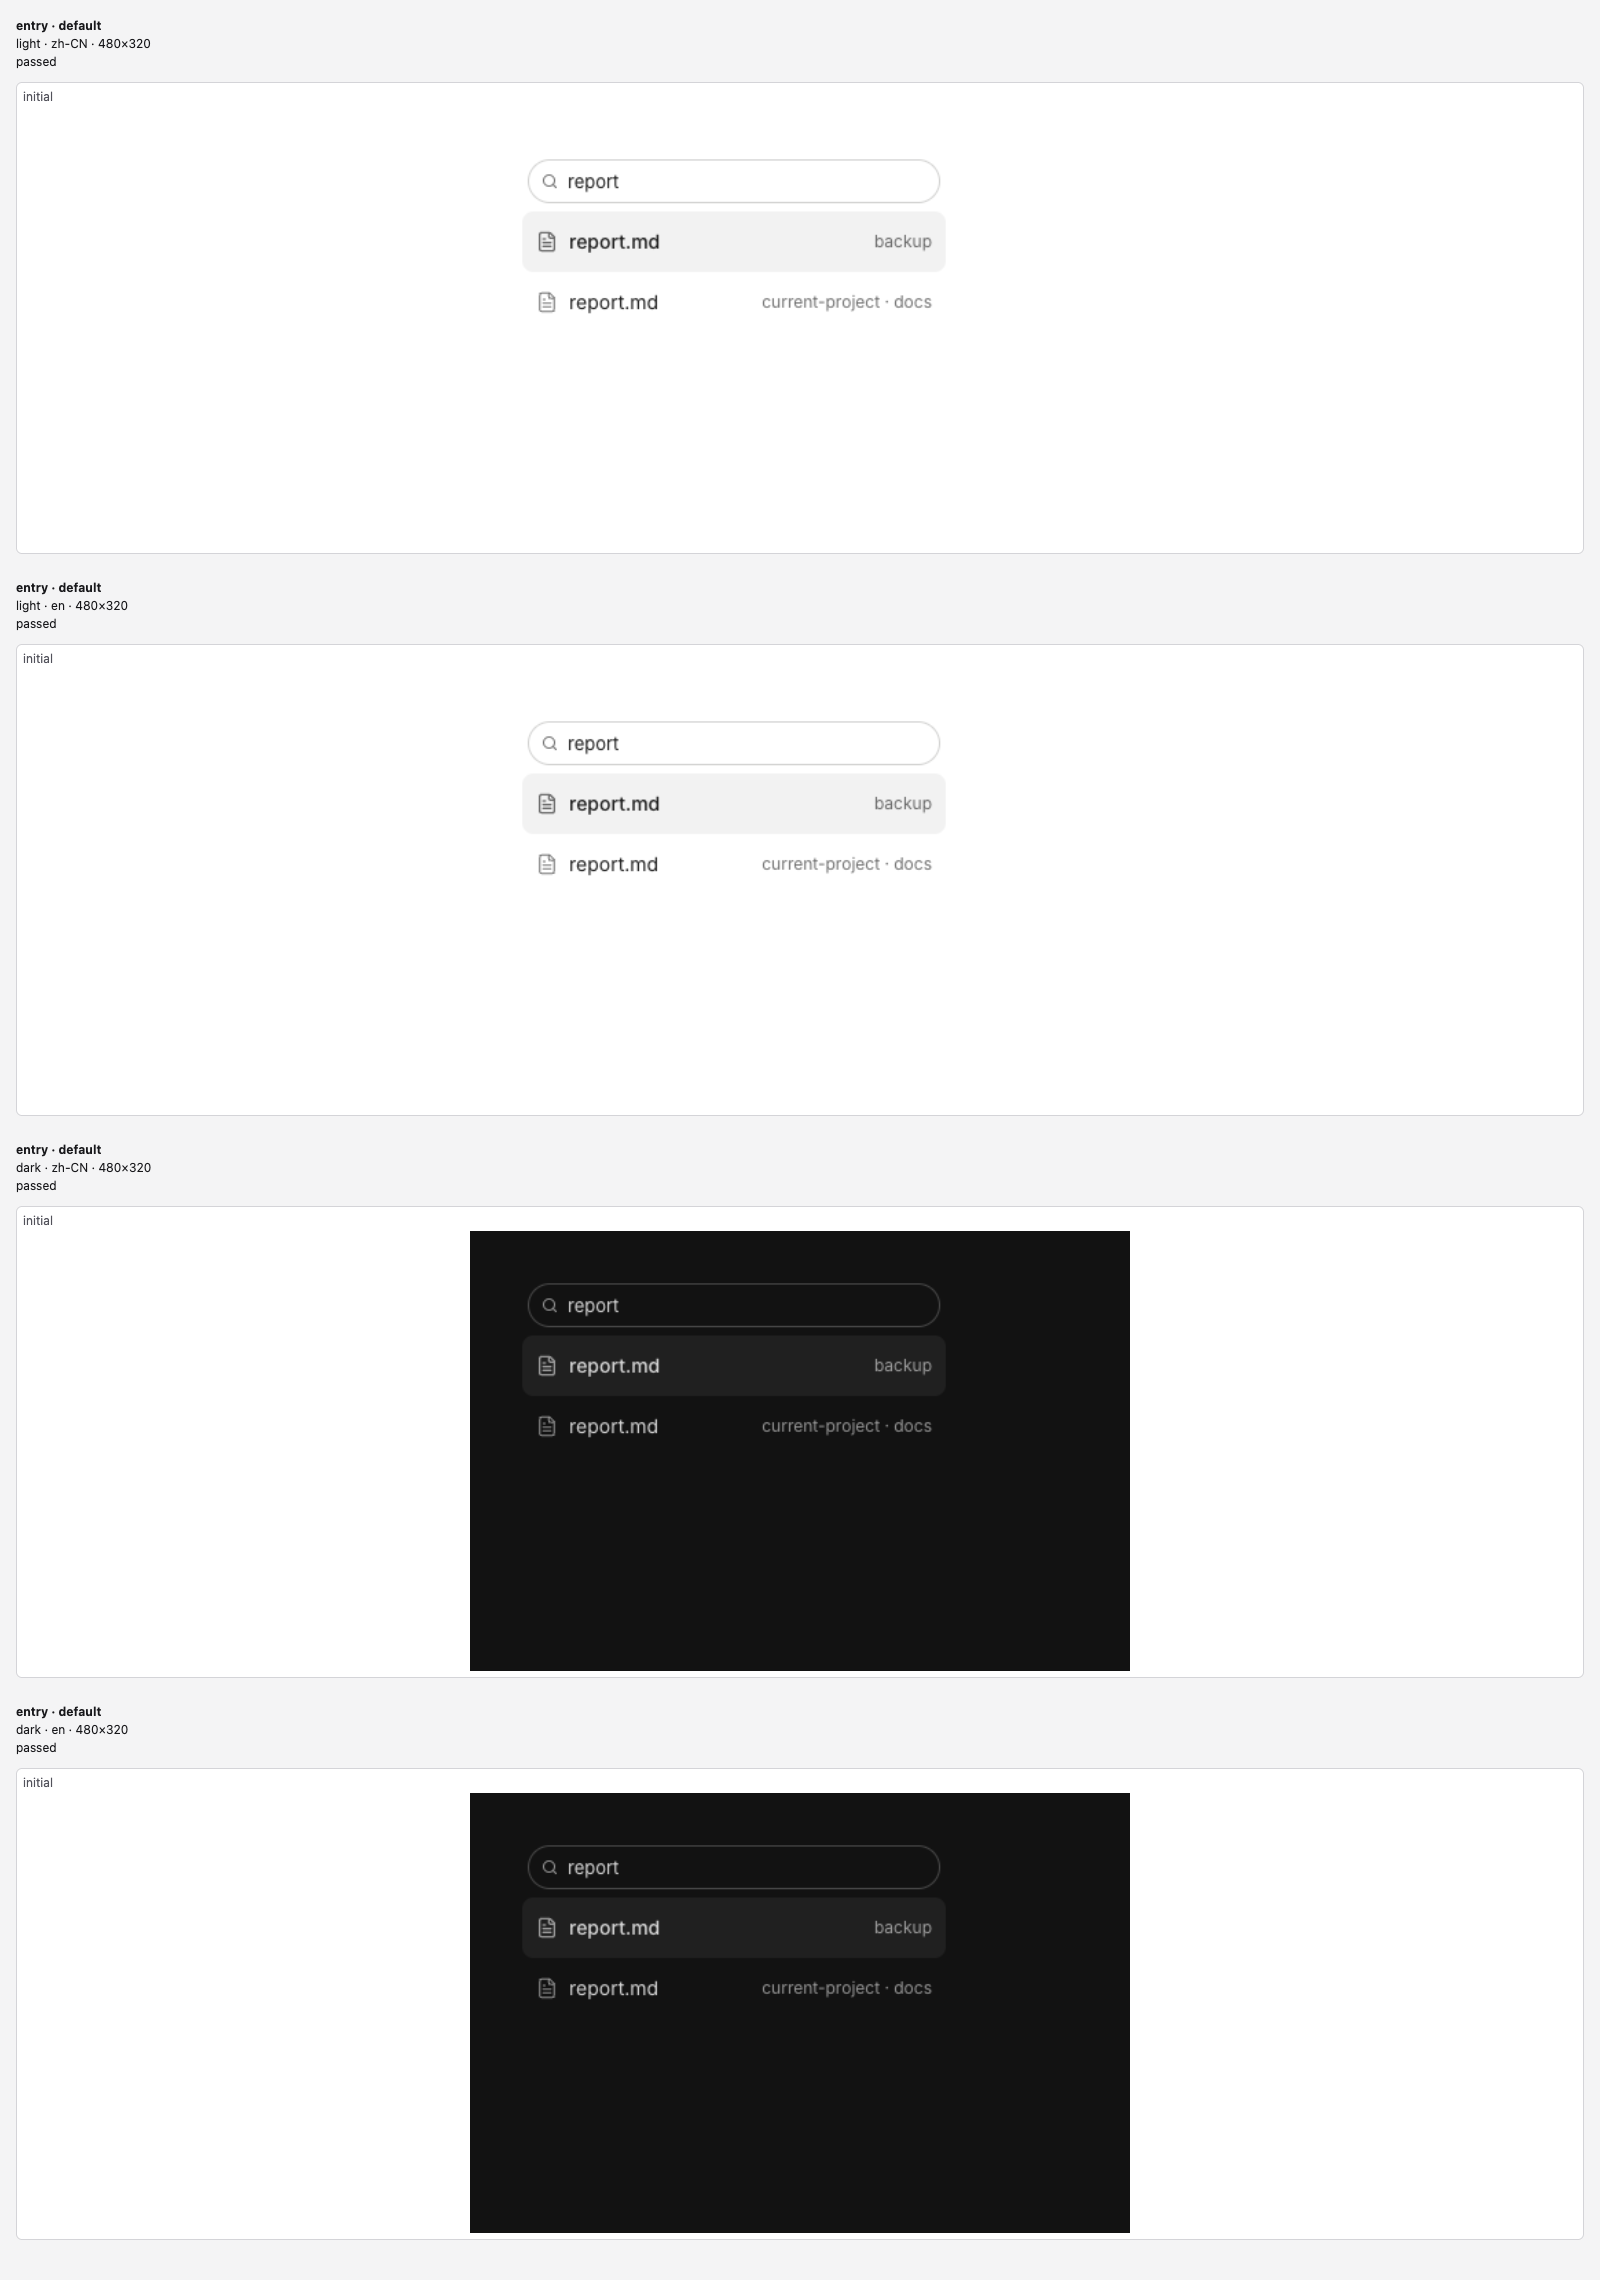 entry · default
light · zh-CN · 480×320
passed
initial
report
report.md backup
report.md current-project · docs
entry · default
light · en · 480×320
passed
initial
report
report.md backup
report.md current-project · docs
entry · default
dark · zh-CN · 480×320
passed
initial
report
report.md backup
report.md current-project · docs
entry · default
dark · en · 480×320
passed
initial
report
report.md backup
report.md current-project · docs